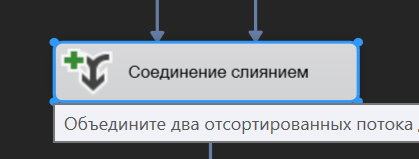 Соединение слиянием
Объедините два отсортированных потока